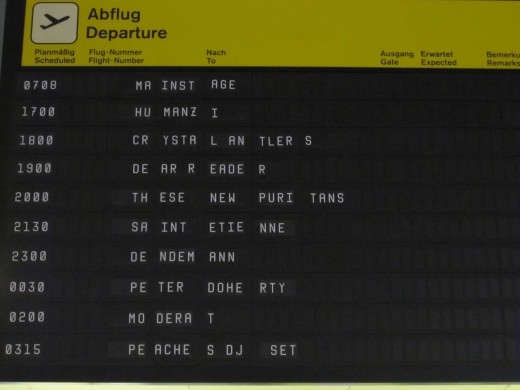 Abflug
Departure
Planmäßig Flug-Nummer Nach Ausgang Erwartet
Scheduled Flight-Number To Gate Expected Remarks
0708 MA INST AGE
1700 HU MANZ I
1800 CR YSTA L AN TLER S
1900 DE AR R EADE R
2000 TH ESE NEW PURI TANS
2130 SA INT ETIE NNE
2300 DE NDEM ANN
0030 PE TER DOHE RTY
0200 MO DERA T
0315 PE ACHE S DJ SET